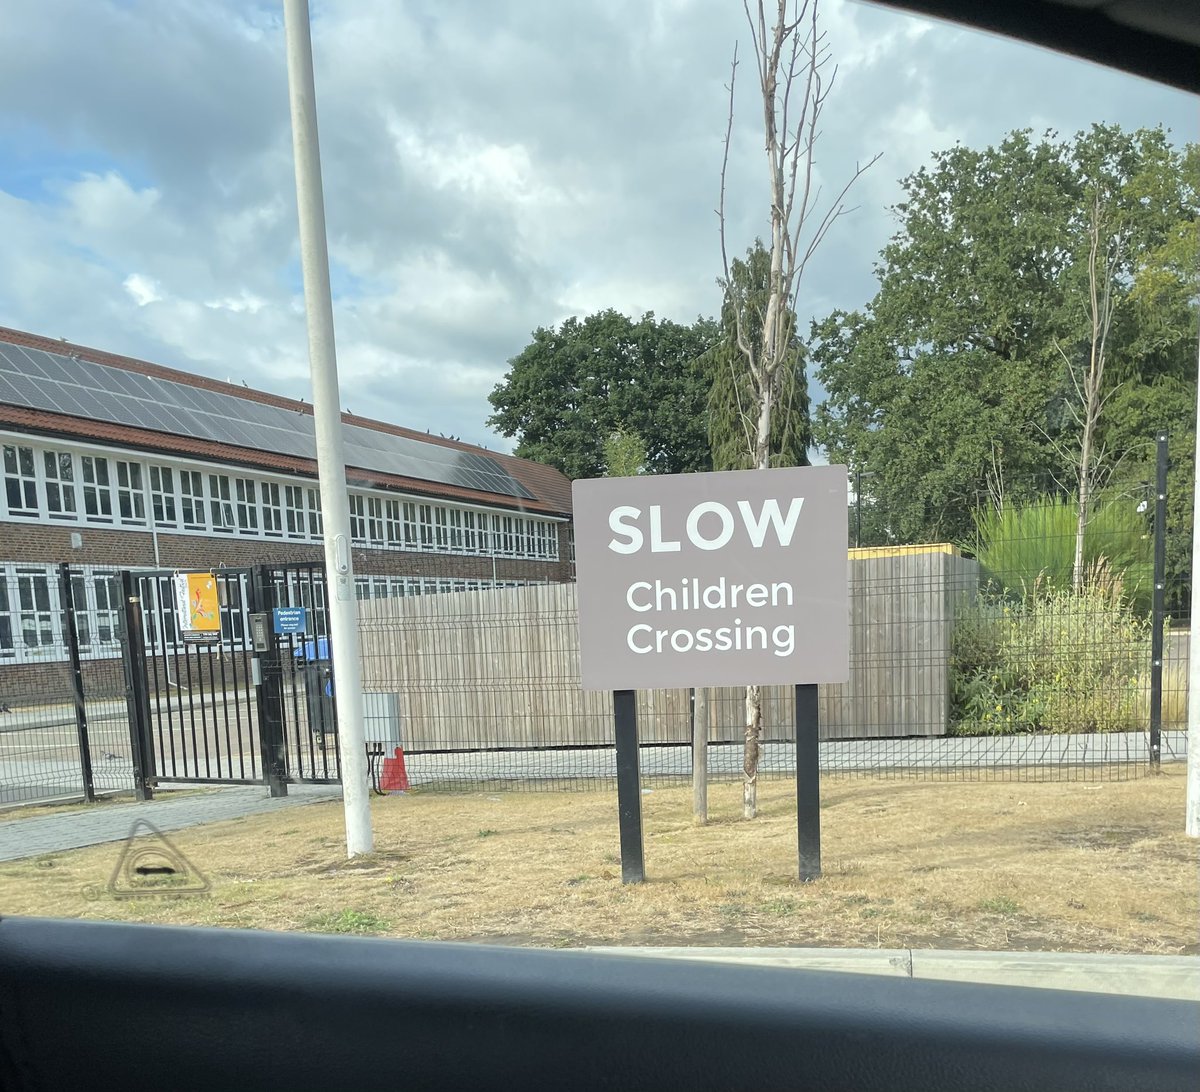 SLOW
Children
Crossing
Pedestrian
entrance